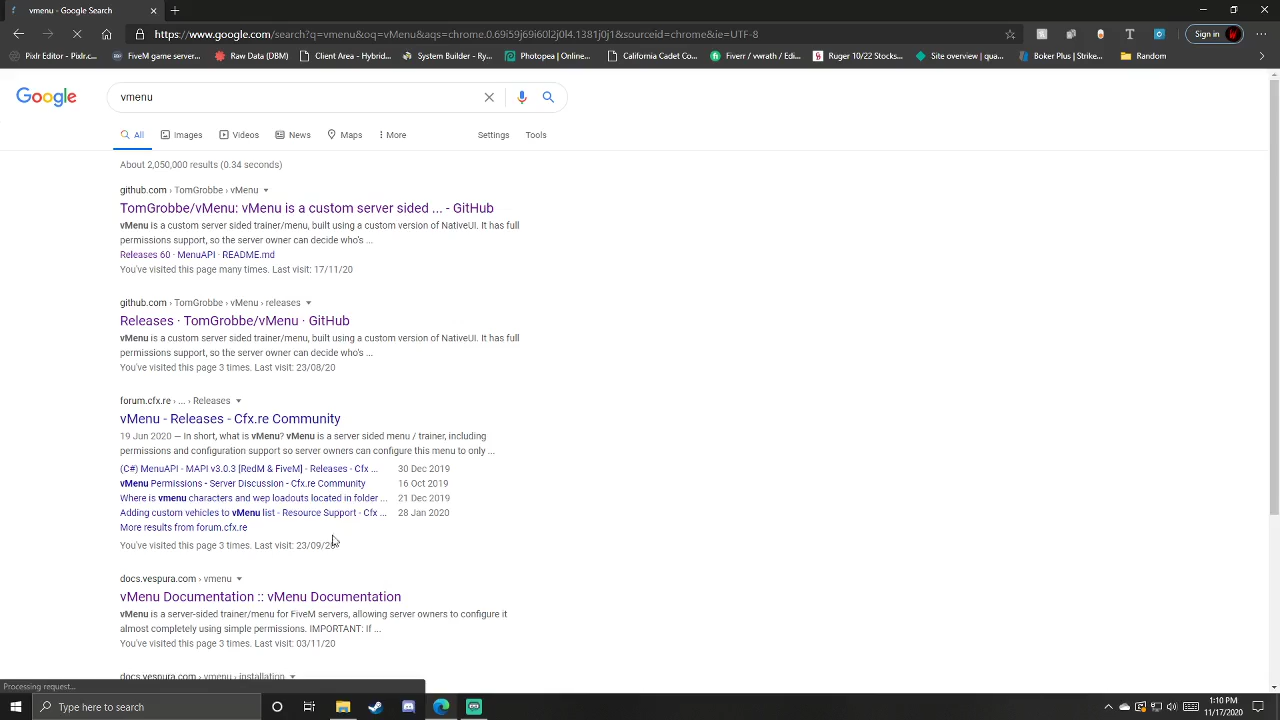 vmenu - Google Search
https://www.google.com/search?q=vmenu&oq=vMenu&aqs=chrome.0.69i59j69i60l2j0l4.1381j0j1&sourceid=chrome&ie=UTF-8
Sign in
Pixlr Editor - Pixlr.c...
FiveM game server...
Raw Data (DBM)
Client Area - Hybrid...
System Builder - Ry...
Photopea | Online...
California Cadet Co...
Fiverr / vwrath / Edit...
Ruger 10/22 Stocks...
Site overview | qua...
Boker Plus | Strike...
Random
Google
vmenu
All
Images
Videos
News
Maps
More
Settings
Tools
About 2,050,000 results (0.34 seconds)
github.com › TomGrobbe › vMenu
TomGrobbe/vMenu: vMenu is a custom server sided ... - GitHub
vMenu is a custom server sided trainer/menu, built using a custom version of NativeUI. It has full
permissions support, so the server owner can decide who's ...
Releases 60 · MenuAPI · README.md
You've visited this page many times. Last visit: 17/11/20
github.com › TomGrobbe › vMenu › releases
Releases · TomGrobbe/vMenu · GitHub
vMenu is a custom server sided trainer/menu, built using a custom version of NativeUI. It has full
permissions support, so the server owner can decide who's ...
You've visited this page 3 times. Last visit: 23/08/20
forum.cfx.re › ... › Releases
vMenu - Releases - Cfx.re Community
19 Jun 2020 — In short, what is vMenu? vMenu is a server sided menu / trainer, including
permissions and configuration support so server owners can configure this menu to only ...
(C#) MenuAPI - MAPI v3.0.3 [RedM & FiveM] - Releases - Cfx ... 30 Dec 2019
vMenu Permissions - Server Discussion - Cfx.re Community 16 Oct 2019
Where is vmenu characters and wep loadouts located in folder ... 21 Dec 2019
Adding custom vehicles to vMenu list - Resource Support - Cfx ... 28 Jan 2020
More results from forum.cfx.re
You've visited this page 3 times. Last visit: 23/09/20
docs.vespura.com › vmenu
vMenu Documentation :: vMenu Documentation
vMenu is a server-sided trainer/menu for FiveM servers, allowing server owners to configure it
almost completely using simple permissions. IMPORTANT: If ...
You've visited this page 3 times. Last visit: 03/11/20
docs.vespura.com › vmenu › installation
Processing request...
Type here to search
1:10 PM
11/17/2020